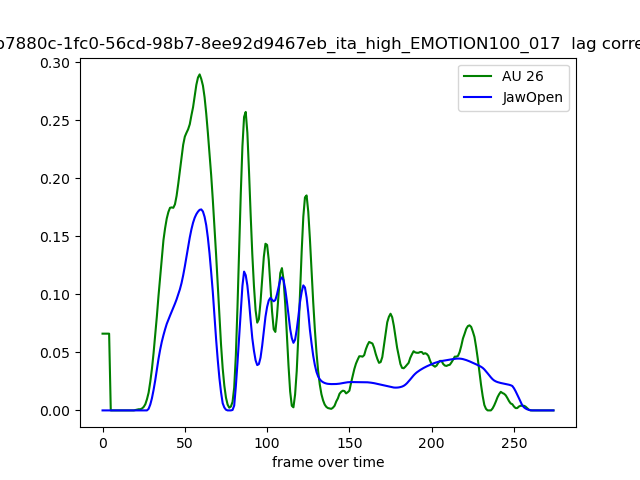 b7880c-1fc0-56cd-98b7-8ee92d9467eb_ita_high_EMOTION100_017 lag corre
AU 26
JawOpen
0.30
0.25
0.20
0.15
0.10
0.05
0.00
0 50 100 150 200 250
frame over time